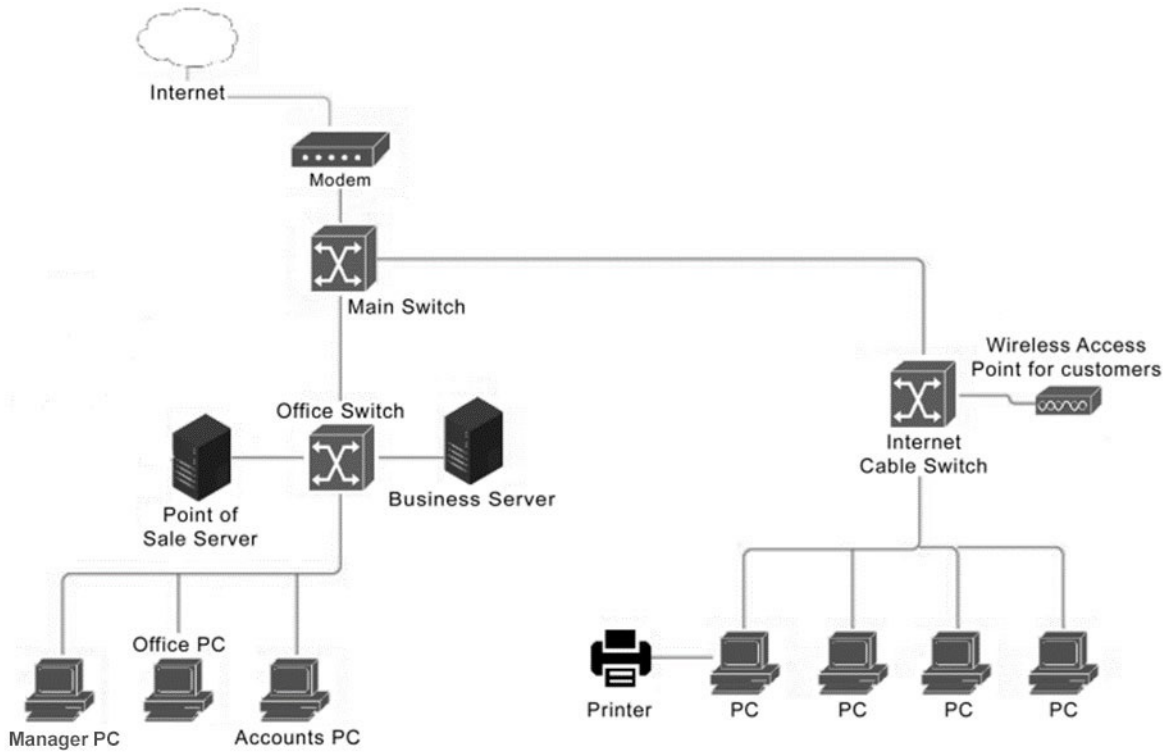 Internet
Modem
Main Switch
Wireless Access
Point for customers
Office Switch
Internet
Cable Switch
Business Server
Point of
Sale Server
Office PC
Manager PC
Accounts PC
Printer
PC
PC
PC
PC